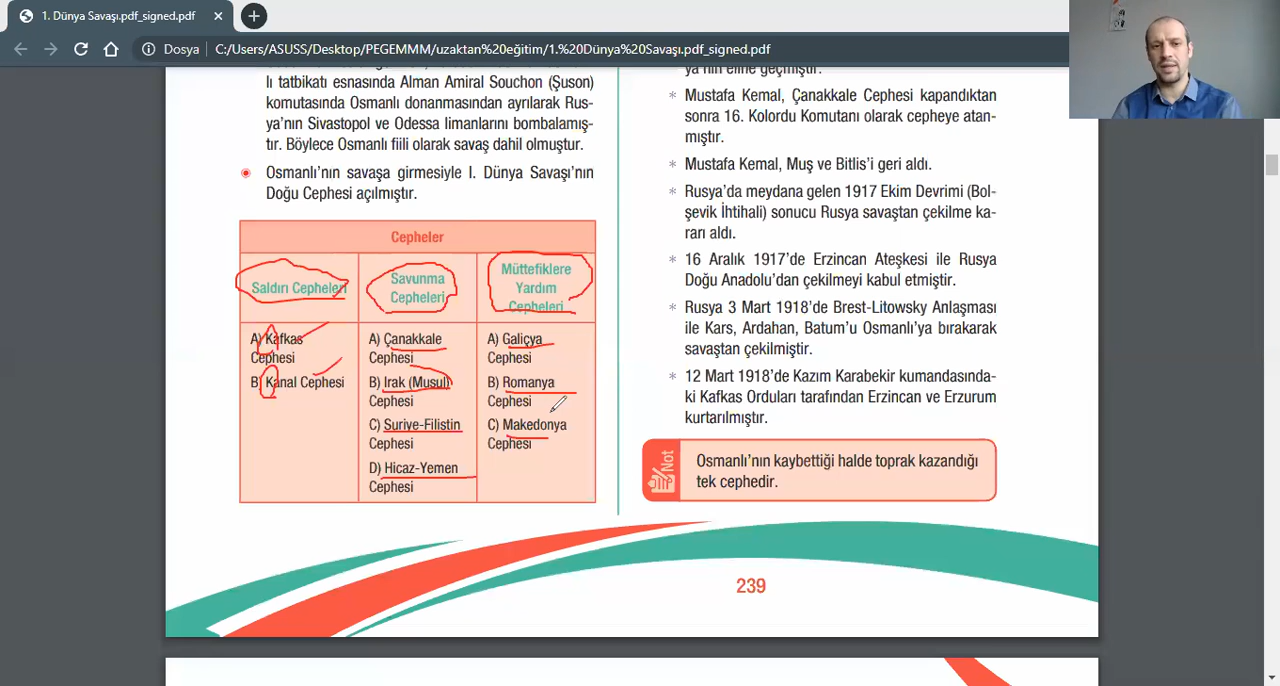 1. Dünya Savaşı.pdf_signed.pdf
Dosya
C:/Users/ASUSS/Desktop/PEGEMMM/uzaktan%20eğitim/1.%20Dünya%20Savaşı.pdf_signed.pdf
lı tatbikatı esnasında Alman Amiral Souchon (Şuson)
komutasında Osmanlı donanmasından ayrılarak Rus-
ya'nın Sivastopol ve Odessa limanlarını bombalamış-
tır. Böylece Osmanlı fiili olarak savaş dahil olmuştur.
Osmanlı'nın savaşa girmesiyle I. Dünya Savaşı'nın
Doğu Cephesi açılmıştır.
Cepheler
Saldırı Cepheleri
Savunma
Cepheleri
Müttefiklere
Yardım
Cepheleri
A) Kafkas
Cephesi
B) Kanal Cephesi
A) Çanakkale
Cephesi
B) Irak (Musul)
Cephesi
C) Suriye-Filistin
Cephesi
D) Hicaz-Yemen
Cephesi
A) Galiçya
Cephesi
B) Romanya
Cephesi
C) Makedonya
Cephesi
ya'nın eline geçmiştir.
* Mustafa Kemal, Çanakkale Cephesi kapandıktan
sonra 16. Kolordu Komutanı olarak cepheye atan-
mıştır.
* Mustafa Kemal, Muş ve Bitlis'i geri aldı.
* Rusya'da meydana gelen 1917 Ekim Devrimi (Bol-
şevik İhtihali) sonucu Rusya savaştan çekilme ka-
rarı aldı.
* 16 Aralık 1917'de Erzincan Ateşkesi ile Rusya
Doğu Anadolu'dan çekilmeyi kabul etmiştir.
* Rusya 3 Mart 1918'de Brest-Litowsky Anlaşması
ile Kars, Ardahan, Batum'u Osmanlı'ya bırakarak
savaştan çekilmiştir.
* 12 Mart 1918'de Kazım Karabekir kumandasında-
ki Kafkas Orduları tarafından Erzincan ve Erzurum
kurtarılmıştır.
Not
Osmanlı'nın kaybettiği halde toprak kazandığı
tek cephedir.
239